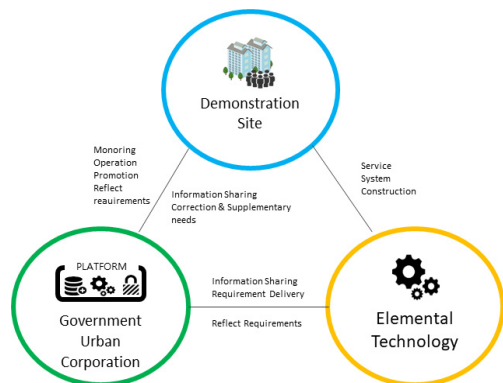 Demonstration
Site
Monoring
Operation
Promotion
Reflect
reauirements
Information Sharing
Correction & Supplementary
needs
Service
System
Construction
PLATFORM
Government
Urban
Corporation
Information Sharing
Requirement Delivery
Reflect Requirements
Elemental
Technology